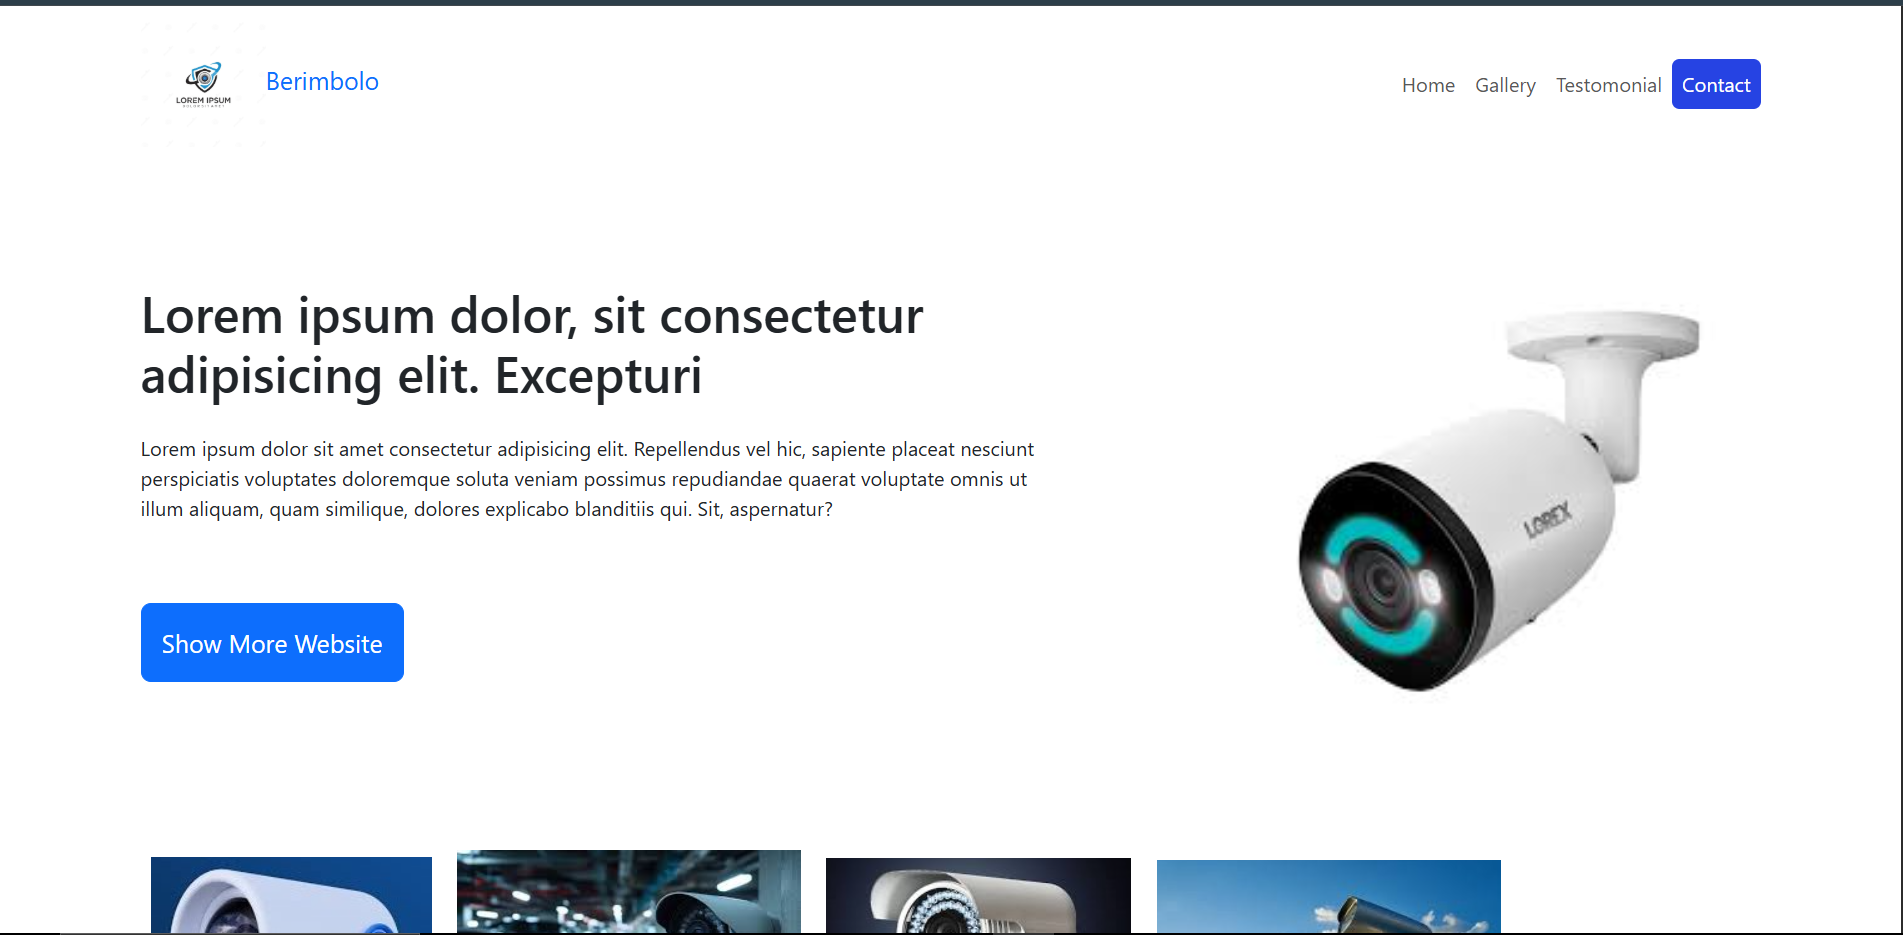 LOREM IPSUM
Berimbolo
Home
Gallery
Testomonial
Contact
Lorem ipsum dolor, sit consectetur
adipisicing elit. Excepturi
Lorem ipsum dolor sit amet consectetur adipisicing elit. Repellendus vel hic, sapiente placeat nesciunt
perspiciatis voluptates doloremque soluta veniam possimus repudiandae quaerat voluptate omnis ut
illum aliquam, quam similique, dolores explicabo blanditiis qui. Sit, aspernatur?
LOREX
Show More Website